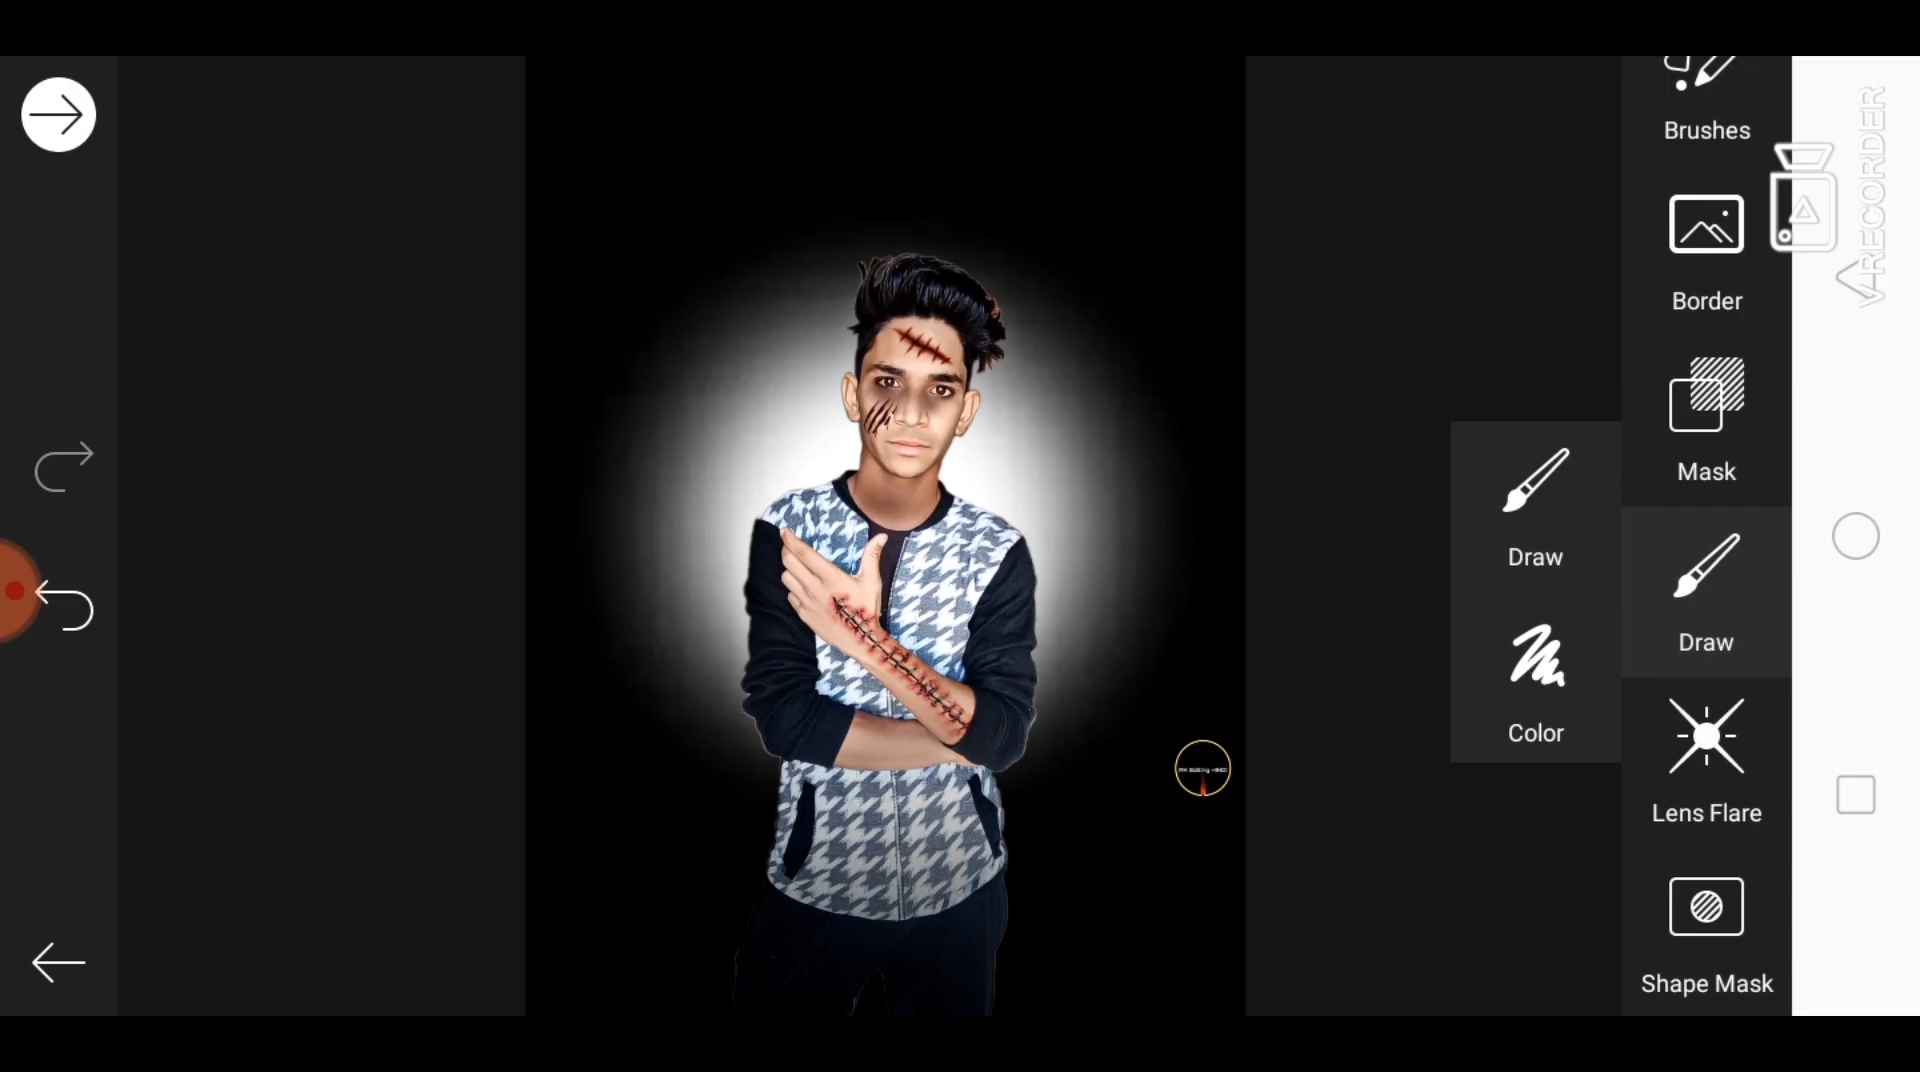 Brushes
V RECORDER
Border
Mask
Draw
Draw
Color
Lens Flare
Shape Mask